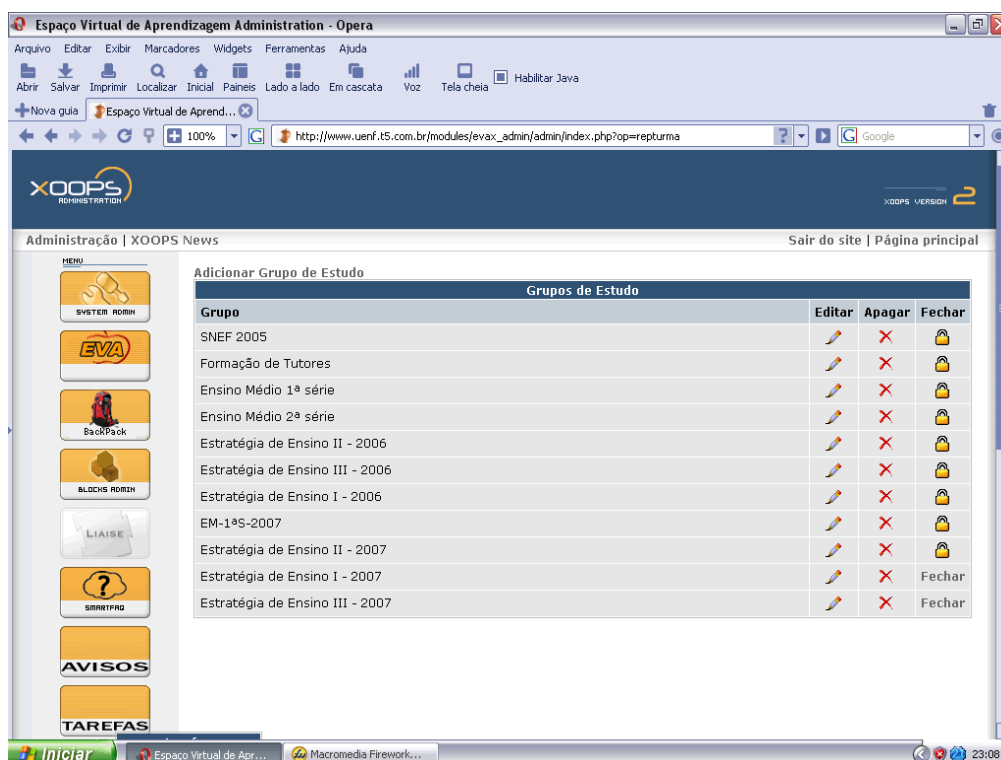 Espaço Virtual de Aprendizagem Administration - Opera
Arquivo Editar Exibir Marcadores Widgets Ferramentas Ajuda
Abrir Salvar Imprimir Localizar Inicial Paineis Lado a lado Em cascata Voz Tela cheia Habilitar Java
Nova guia Espaço Virtual de Aprend...
100% http://www.uenf.t5.com.br/modules/evax_admin/admin/index.php?op=repturma Google
XOOPS
ADMINISTRATION
XOOPS VERSION 2
Administração | XOOPS News Sair do site | Página principal
MENU
SYSTEM ADMIN
EVA
BackPack
BLOCKS ADMIN
LIAISE
SMARTFAQ
AVISOS
TAREFAS
Adicionar Grupo de Estudo
Grupos de Estudo
Grupo Editar Apagar Fechar
SNEF 2005
Formação de Tutores
Ensino Médio 1ª série
Ensino Médio 2ª série
Estratégia de Ensino II - 2006
Estratégia de Ensino III - 2006
Estratégia de Ensino I - 2006
EM-1ªS-2007
Estratégia de Ensino II - 2007
Estratégia de Ensino I - 2007 Fechar
Estratégia de Ensino III - 2007 Fechar
Iniciar Espaço Virtual de Apr... Macromedia Firework... 23:08